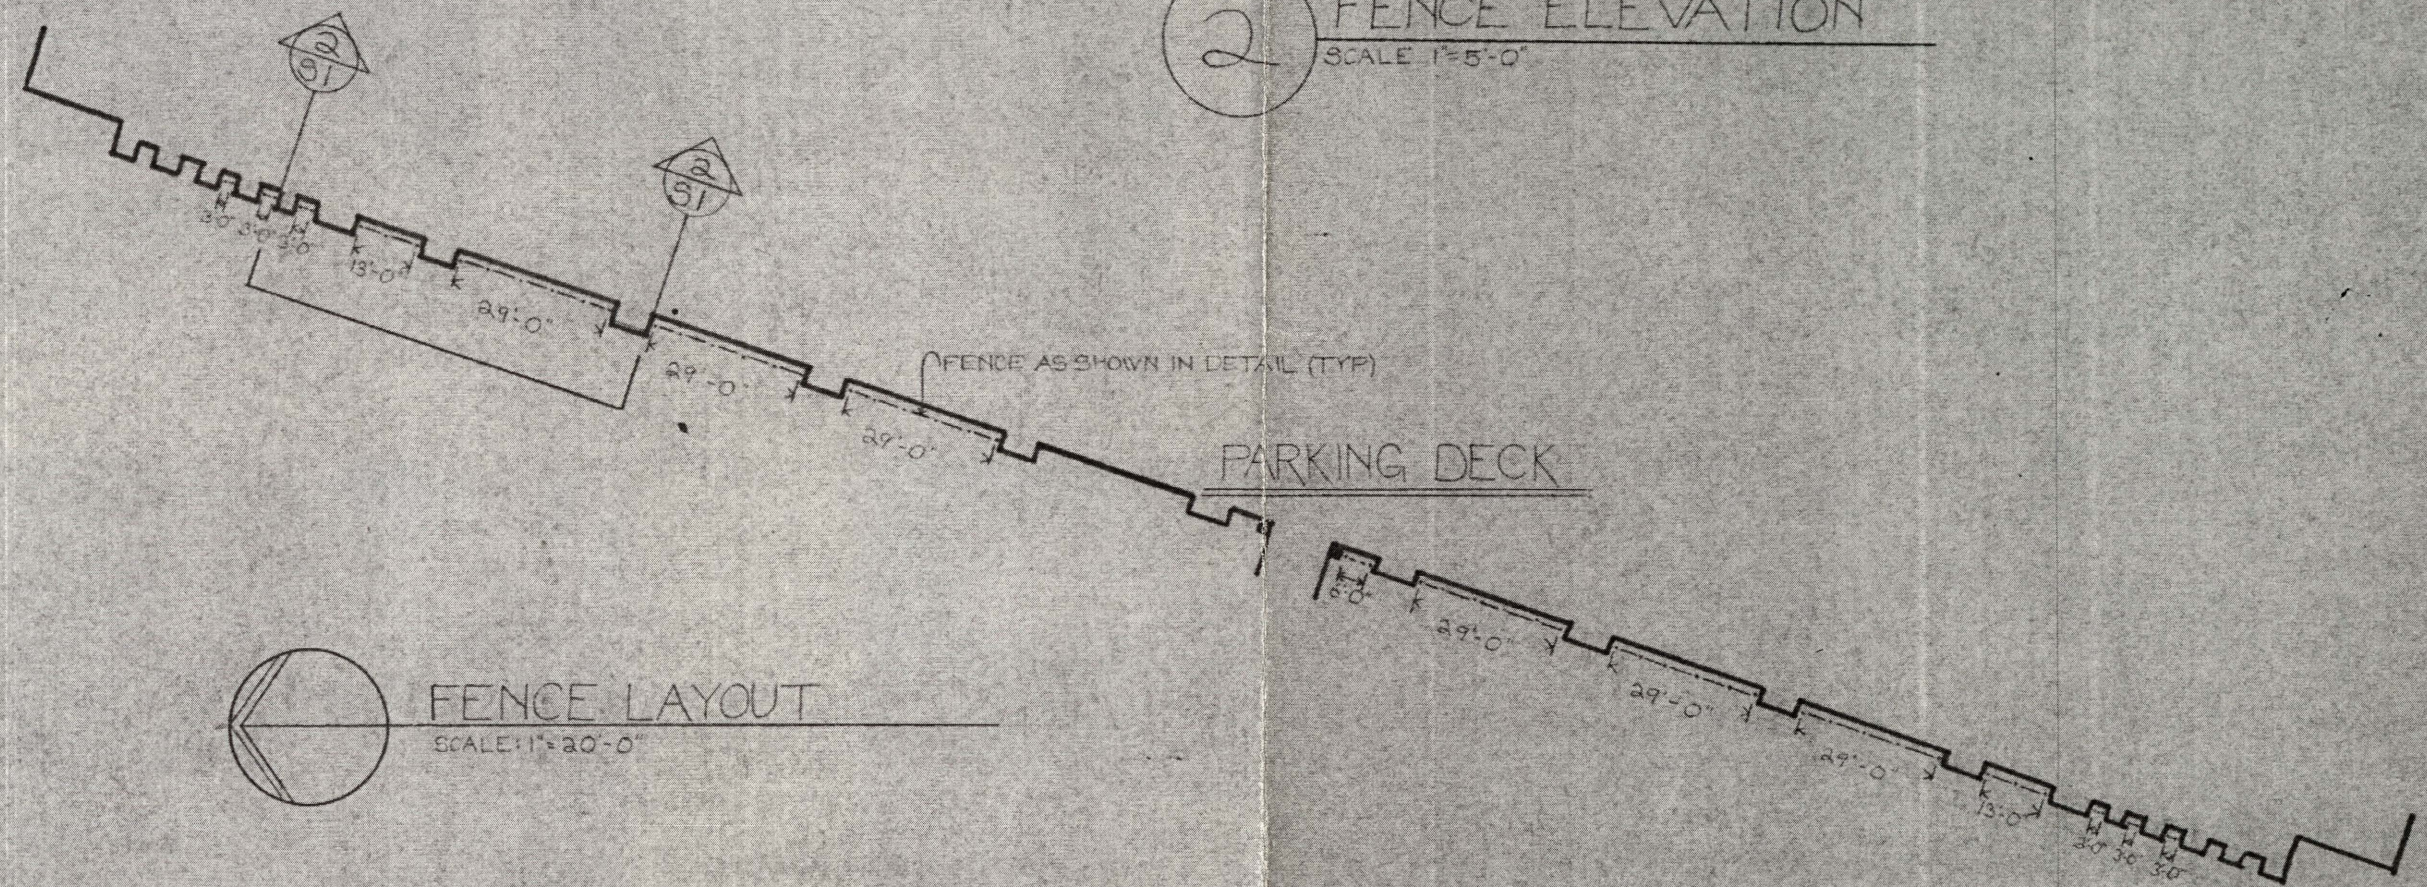 2
FENCE ELEVATION
SCALE 1"=5'-0"
2
S1
2
S1
3'-0" 3'-0" 3'-0"
13'-0"
29'-0"
29'-0"
FENCE AS SHOWN IN DETAIL (TYP)
29'-0"
PARKING DECK
29'-0"
29'-0"
29'-0"
13'-0"
3'-0" 3'-0" 3'-0"
FENCE LAYOUT
SCALE: 1"=20'-0"